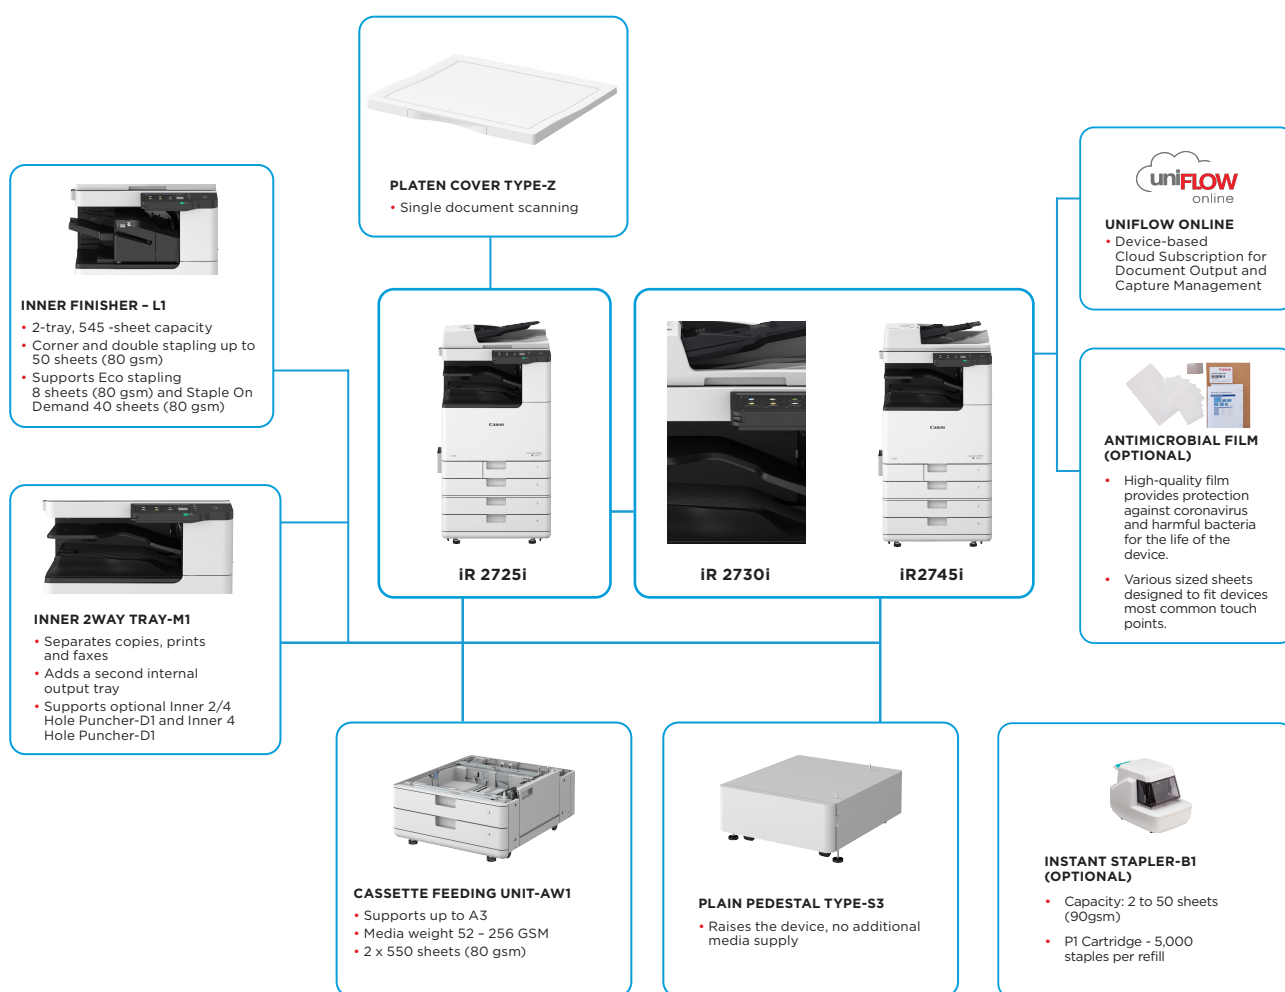 PLATEN COVER TYPE-Z
• Single document scanning
INNER FINISHER – L1
• 2-tray, 545 -sheet capacity
• Corner and double stapling up to
50 sheets (80 gsm)
• Supports Eco stapling
8 sheets (80 gsm) and Staple On
Demand 40 sheets (80 gsm)
uniFLOW
online
UNIFLOW ONLINE
• Device-based
Cloud Subscription for
Document Output and
Capture Management
Canon
iR 2725i
iR 2730i
Canon
iR2745i
Canon
ANTIMICROBIAL FILM
(OPTIONAL)
• High-quality film
provides protection
against coronavirus
and harmful bacteria
for the life of the
device.
• Various sized sheets
designed to fit devices
most common touch
points.
INNER 2WAY TRAY-M1
• Separates copies, prints
and faxes
• Adds a second internal
output tray
• Supports optional Inner 2/4
Hole Puncher-D1 and Inner 4
Hole Puncher-D1
CASSETTE FEEDING UNIT-AW1
• Supports up to A3
• Media weight 52 – 256 GSM
• 2 x 550 sheets (80 gsm)
PLAIN PEDESTAL TYPE-S3
• Raises the device, no additional
media supply
INSTANT STAPLER-B1
(OPTIONAL)
• Capacity: 2 to 50 sheets
(90gsm)
• P1 Cartridge - 5,000
staples per refill